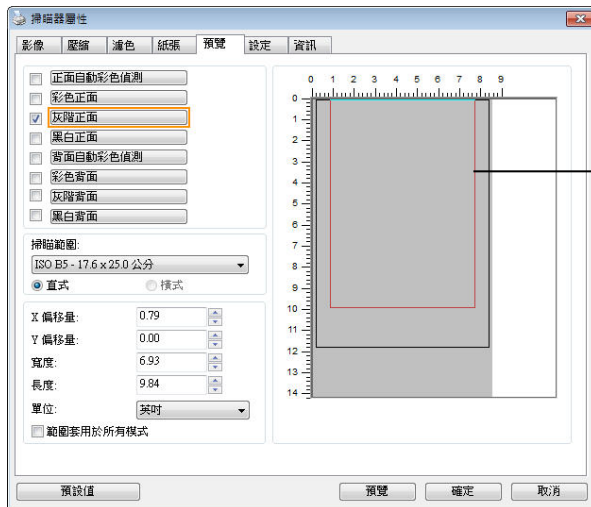 掃瞄器屬性
影像 壓縮 濾色 紙張 預覽 設定 資訊
正面自動彩色偵測
彩色正面
灰階正面
黑白正面
背面自動彩色偵測
彩色背面
灰階背面
黑白背面
掃瞄範圍:
ISO B5 - 17.6 x 25.0 公分
直式 橫式
X 偏移量: 0.79
Y 偏移量: 0.00
寬度: 6.93
長度: 9.84
單位: 英吋
範圍套用於所有模式
0 1 2 3 4 5 6 7 8 9
0
1
2
3
4
5
6
7
8
9
10
11
12
13
14
預設值 預覽 確定 取消